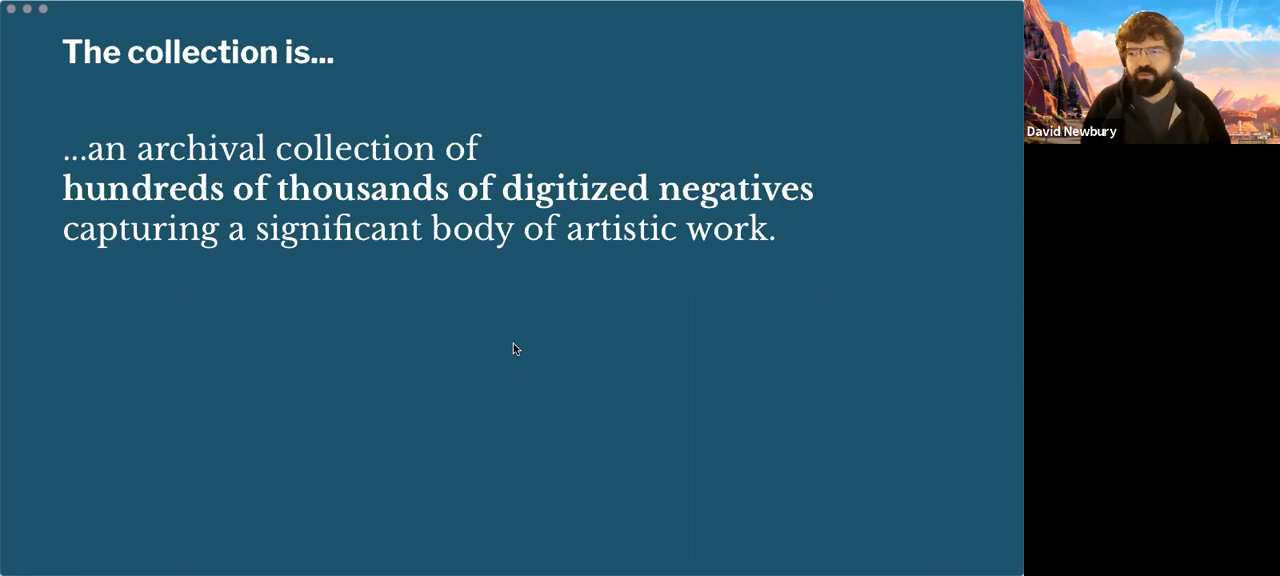 The collection is...
...an archival collection of
hundreds of thousands of digitized negatives
capturing a significant body of artistic work.
David Newbury